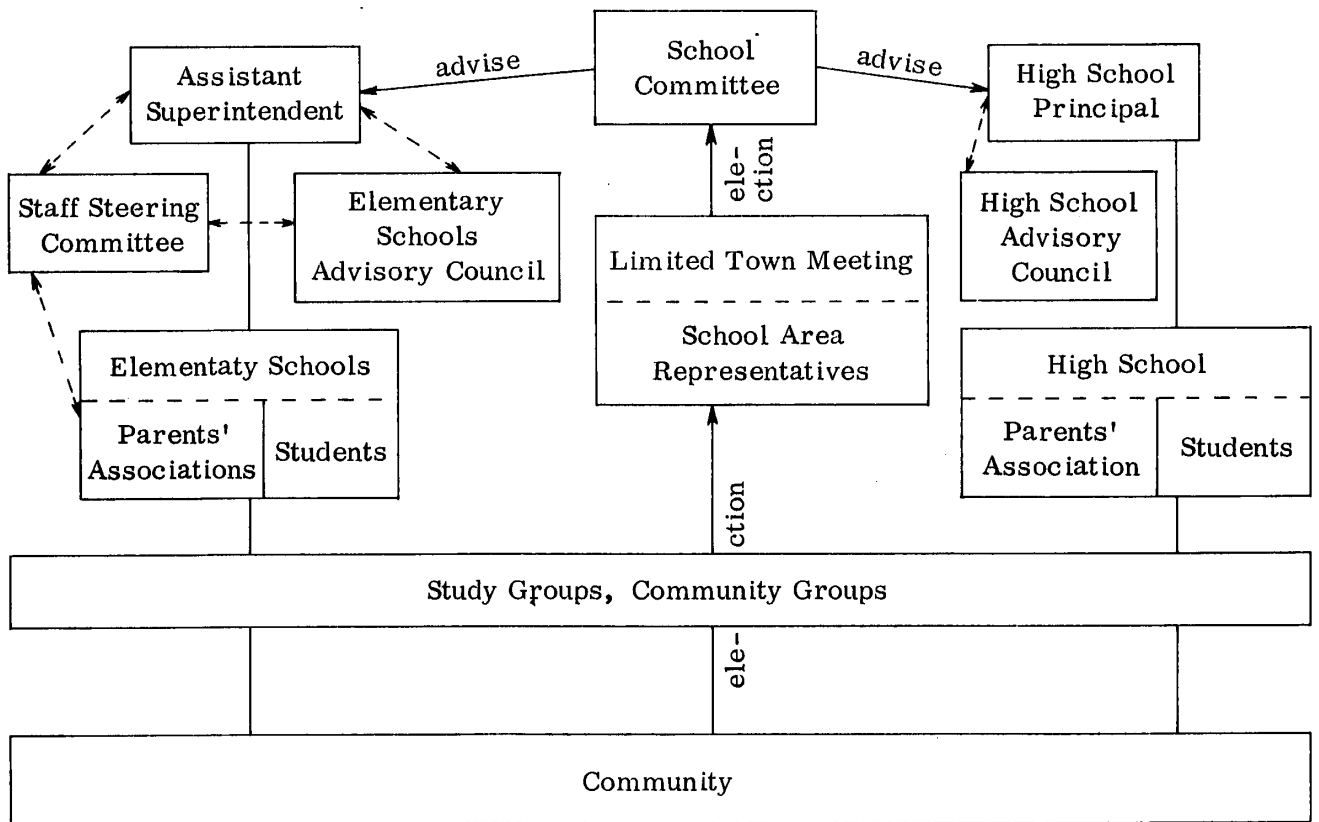 advise
School
Committee
advise
Assistant
Superintendent
High School
Principal
ele-
ction
Staff Steering
Committee
Elementary
Schools
Advisory Council
High School
Advisory
Council
Limited Town Meeting
School Area
Representatives
Elementaty Schools
Parents'
Associations
Students
High School
Parents'
Association
Students
ction
Study Groups, Community Groups
ele-
Community